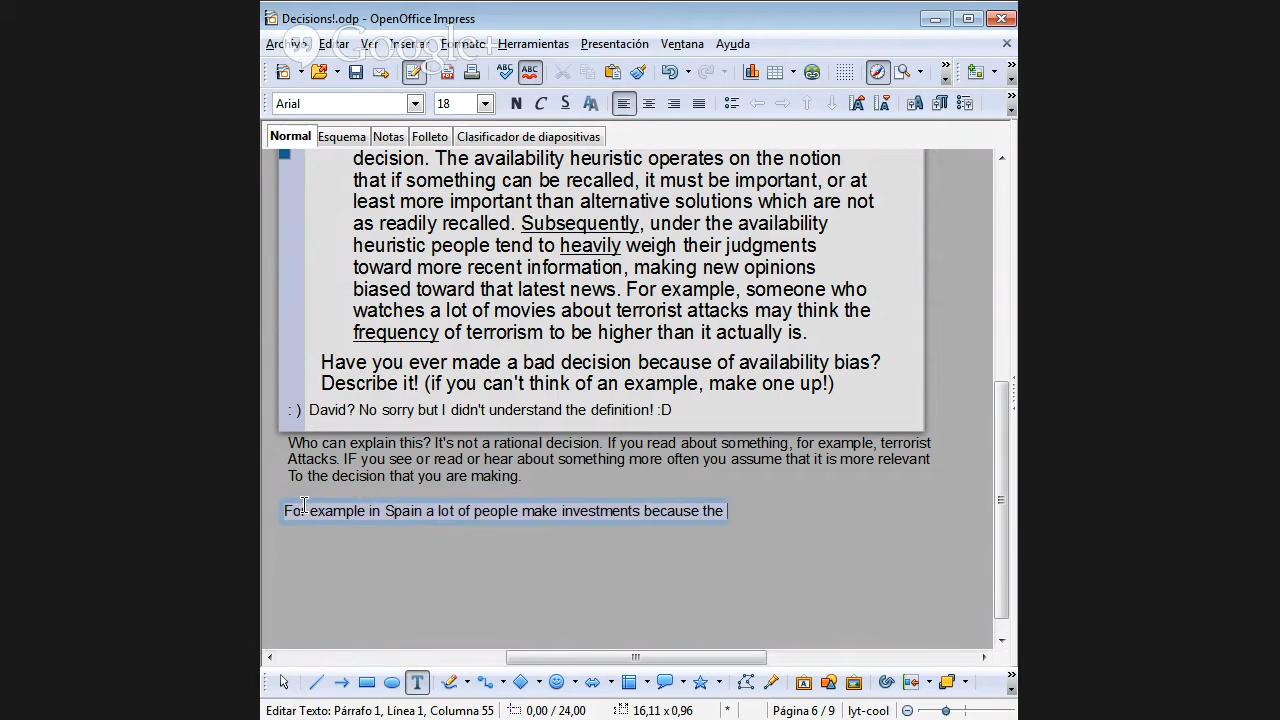 Decisions!.odp - OpenOffice Impress
Archivo Editar Ver Insertar Formato Herramientas Presentación Ventana Ayuda
Google+
Arial 18 N C S
Normal Esquema Notas Folleto Clasificador de diapositivas
decision. The availability heuristic operates on the notion
that if something can be recalled, it must be important, or at
least more important than alternative solutions which are not
as readily recalled. Subsequently, under the availability
heuristic people tend to heavily weigh their judgments
toward more recent information, making new opinions
biased toward that latest news. For example, someone who
watches a lot of movies about terrorist attacks may think the
frequency of terrorism to be higher than it actually is.
Have you ever made a bad decision because of availability bias?
Describe it! (if you can't think of an example, make one up!)
: ) David? No sorry but I didn't understand the definition! :D
Who can explain this? It's not a rational decision. If you read about something, for example, terrorist
Attacks. IF you see or read or hear about something more often you assume that it is more relevant
To the decision that you are making.
For example in Spain a lot of people make investments because the
Editar Texto: Párrafo 1, Línea 1, Columna 55 0,00 / 24,00 16,11 x 0,96 * Página 6 / 9 lyt-cool